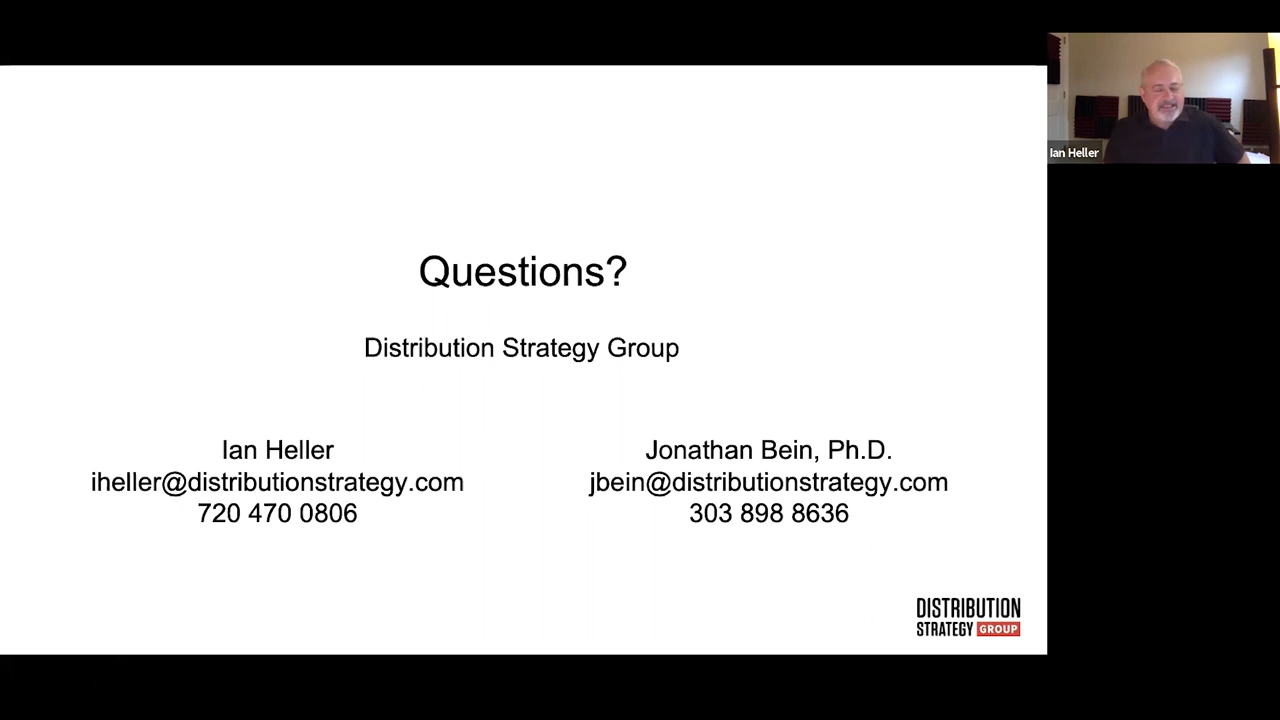 Questions?
Distribution Strategy Group
Ian Heller
iheller@distributionstrategy.com
720 470 0806
Jonathan Bein, Ph.D.
jbein@distributionstrategy.com
303 898 8636
DISTRIBUTION
STRATEGY GROUP
Ian Heller